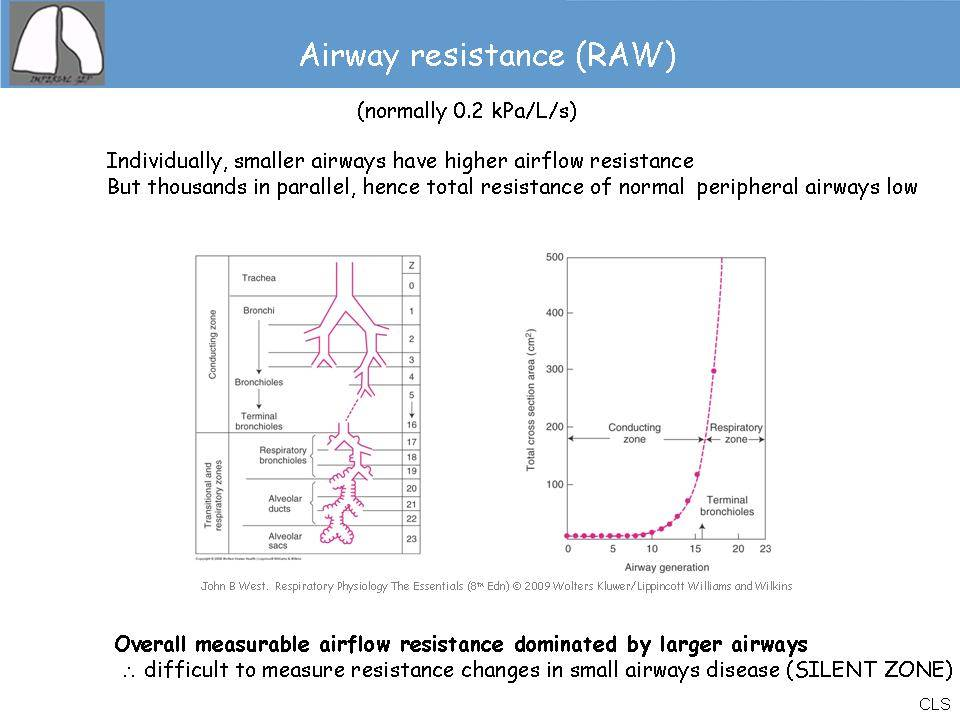 IMPERIAL SLP
Airway resistance (RAW)
(normally 0.2 kPa/L/s)
Individually, smaller airways have higher airflow resistance
But thousands in parallel, hence total resistance of normal peripheral airways low
Conducting zone
Transitional and respiratory zones
Trachea
Bronchi
Bronchioles
Terminal
bronchioles
Respiratory
bronchioles
Alveolar
ducts
Alveolar
sacs
Z
0
1
2
3
4
5
16
17
18
19
20
21
22
23
Total cross section area (cm²)
500
400
300
200
100
Conducting
zone
Respiratory
zone
Terminal
bronchioles
0 5 10 15 20 23
Airway generation
John B West. Respiratory Physiology The Essentials (8ᵀᴴ Edn) © 2009 Wolters Kluwer/Lippincott Williams and Wilkins
Overall measurable airflow resistance dominated by larger airways
∴ difficult to measure resistance changes in small airways disease (SILENT ZONE)
CLS